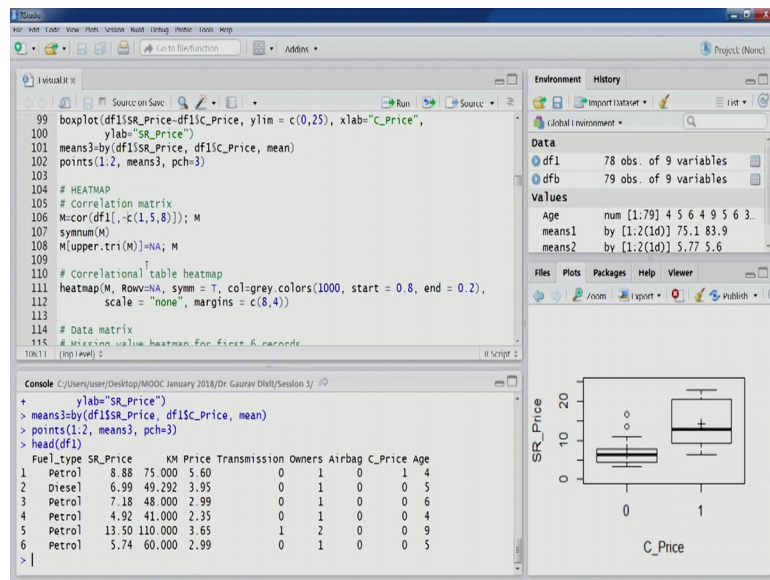 RStudio
File Edit Code View Plots Session Build Debug Profile Tools Help
Go to file/function
Addins
Project: (None)
1 visual.R
Source on Save
Run
Source
99 boxplot(df1$SR_Price~df1$C_Price, ylim = c(0,25), xlab="C_Price",
100 ylab="SR_Price")
101 means3=by(df1$SR_Price, df1$C_Price, mean)
102 points(1:2, means3, pch=3)
103
104 # HEATMAP
105 # Correlation matrix
106 M=cor(df1[,-c(1,5,8)]); M
107 symnum(M)
108 M[upper.tri(M)]=NA; M
109
110 # Correlational table heatmap
111 heatmap(M, Rowv=NA, symm = T, col=grey.colors(1000, start = 0.8, end = 0.2),
112 scale = "none", margins = c(8,4))
113
114 # Data matrix
115 # Missing value heatmap for first 6 records
106:11 (Top Level)
R Script
Console C:/Users/user/Desktop/MOOC January 2018/Dr. Gaurav Dixit/Session 3/
+ ylab="SR_Price")
> means3=by(df1$SR_Price, df1$C_Price, mean)
> points(1:2, means3, pch=3)
> head(df1)
Fuel_type SR_Price KM Price Transmission Owners Airbag C_Price Age
1 Petrol 8.88 75.000 5.60 0 1 0 1 4
2 Diesel 6.99 49.292 3.95 0 1 0 0 5
3 Petrol 7.18 48.000 2.99 0 1 0 0 6
4 Petrol 4.92 41.000 2.35 0 1 0 0 4
5 Petrol 13.50 110.000 3.65 1 2 0 0 9
6 Petrol 5.74 60.000 2.99 0 1 0 0 5
>
Environment History
Import Dataset
List
Global Environment
Data
df1 78 obs. of 9 variables
dfb 79 obs. of 9 variables
Values
Age num [1:79] 4 5 6 4 9 5 6 3…
means1 by [1:2(1d)] 75.1 83.9
means2 by [1:2(1d)] 5.77 5.6
Files Plots Packages Help Viewer
Zoom Export Publish
SR_Price
20
10
0
0 1
C_Price